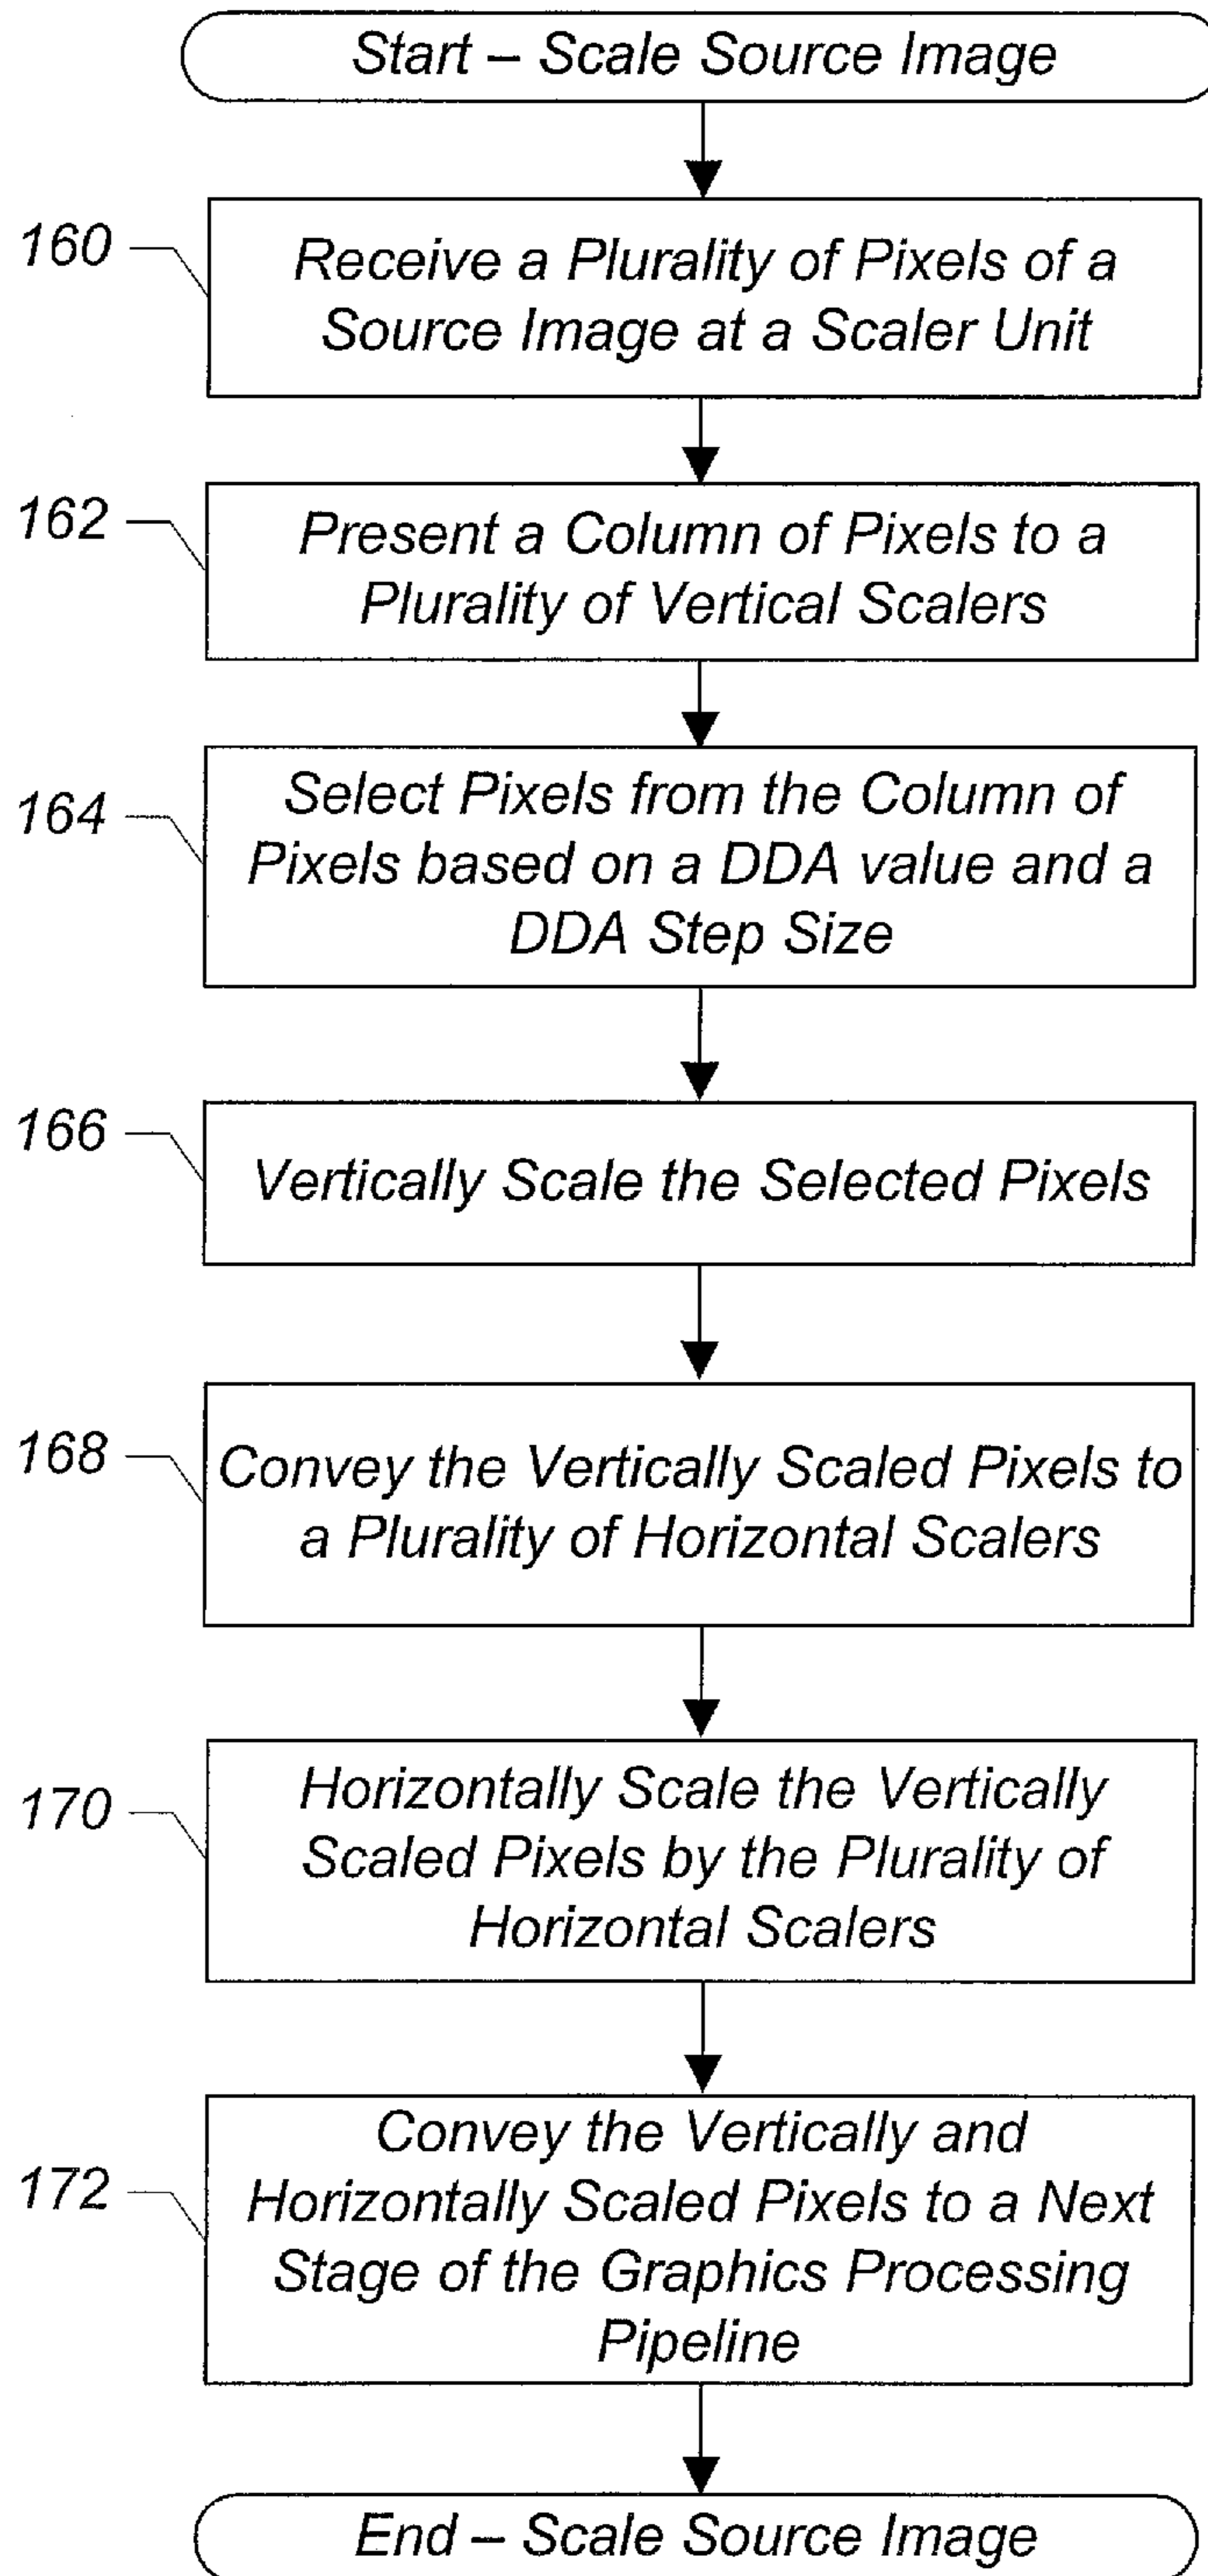 Start – Scale Source Image
160
Receive a Plurality of Pixels of a
Source Image at a Scaler Unit
162
Present a Column of Pixels to a
Plurality of Vertical Scalers
164
Select Pixels from the Column of
Pixels based on a DDA value and a
DDA Step Size
166
Vertically Scale the Selected Pixels
168
Convey the Vertically Scaled Pixels to
a Plurality of Horizontal Scalers
170
Horizontally Scale the Vertically
Scaled Pixels by the Plurality of
Horizontal Scalers
172
Convey the Vertically and
Horizontally Scaled Pixels to a Next
Stage of the Graphics Processing
Pipeline
End – Scale Source Image